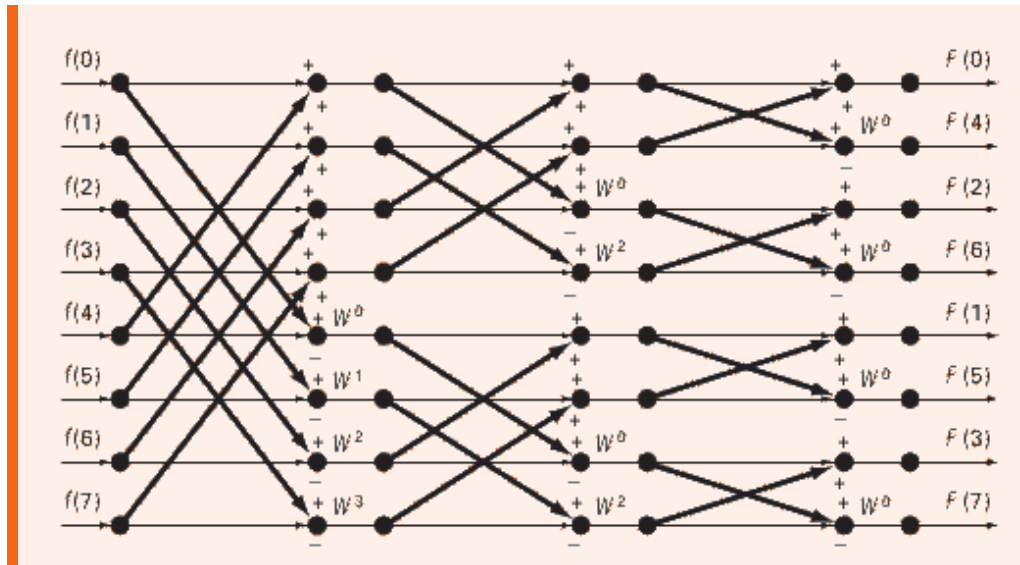 f(0) + + + F(0)
+ + +
f(1) + + W⁰ F(4)
+ + −
f(2) + + W⁰ + F(2)
+ − +
f(3) + + W² + W⁰ F(6)
+ − −
f(4) W⁰ + + F(1)
− + +
f(5) + W¹ + + W⁰ F(5)
− + −
f(6) + W² + W⁰ + F(3)
− − +
f(7) + W³ + W² + W⁰ F(7)
− − −